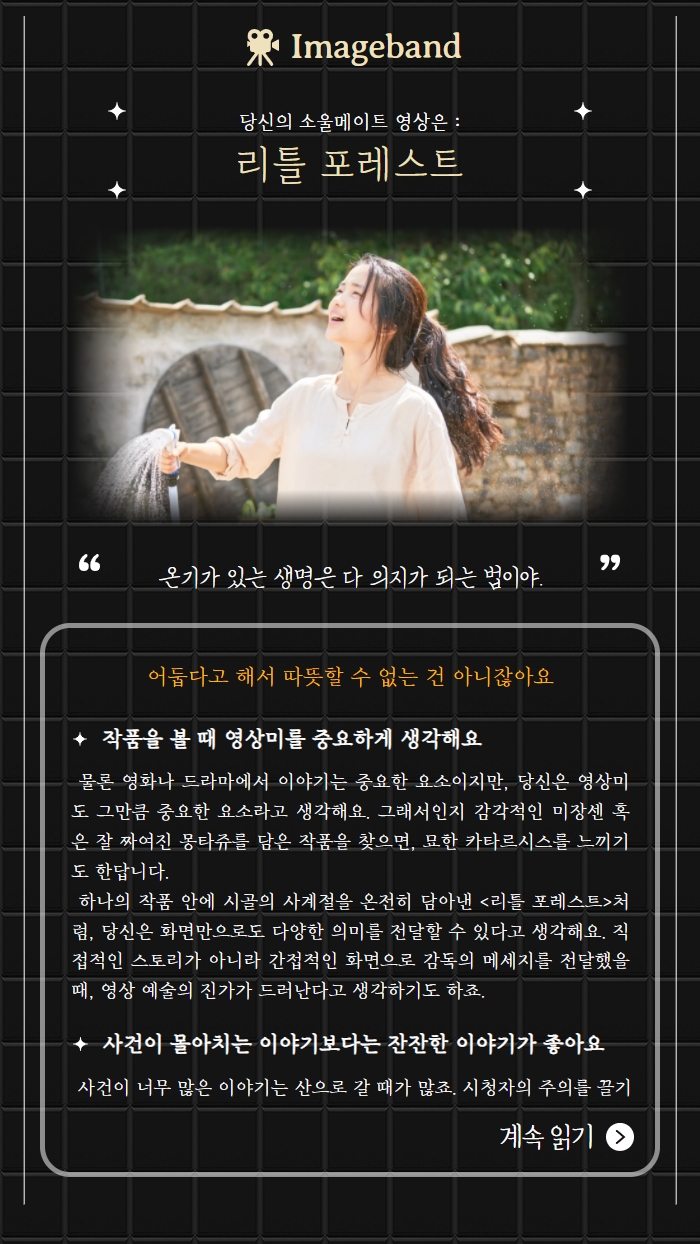 Imageband
당신의 소울메이트 영상은 :
리틀 포레스트
“ 온기가 있는 생명은 다 의지가 되는 법이야. ”
어둡다고 해서 따뜻할 수 없는 건 아니잖아요
작품을 볼 때 영상미를 중요하게 생각해요
물론 영화나 드라마에서 이야기는 중요한 요소이지만, 당신은 영상미
도 그만큼 중요한 요소라고 생각해요. 그래서인지 감각적인 미장센 혹
은 잘 짜여진 몽타쥬를 담은 작품을 찾으면, 묘한 카타르시스를 느끼기
도 한답니다.
하나의 작품 안에 시골의 사계절을 온전히 담아낸 <리틀 포레스트>처
럼, 당신은 화면만으로도 다양한 의미를 전달할 수 있다고 생각해요. 직
접적인 스토리가 아니라 간접적인 화면으로 감독의 메세지를 전달했을
때, 영상 예술의 진가가 드러난다고 생각하기도 하죠.
사건이 몰아치는 이야기보다는 잔잔한 이야기가 좋아요
사건이 너무 많은 이야기는 산으로 갈 때가 많죠. 시청자의 주의를 끌기
계속 읽기